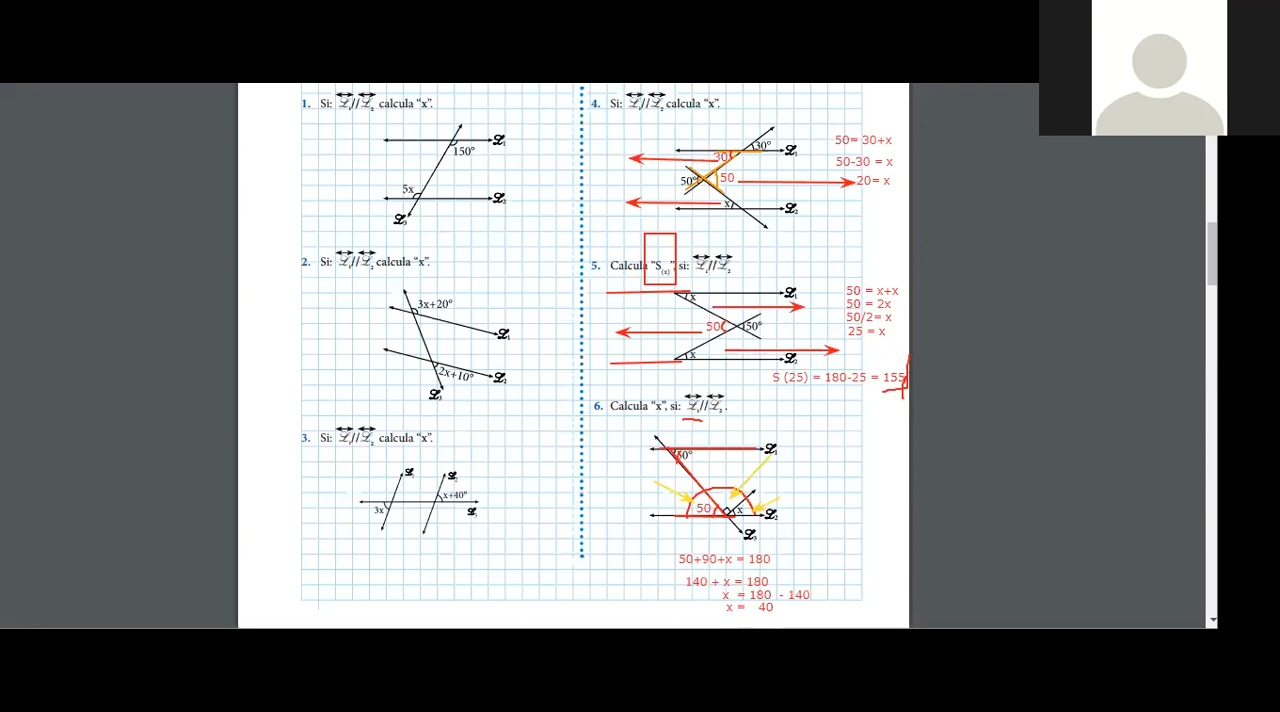 1. Si: L₁//L₂ calcula “x”.
150°
5x
L₁
L₂
L₃
2. Si: L₁//L₂ calcula “x”.
3x+20°
2x+10°
L₁
L₂
L₃
3. Si: L₁//L₂ calcula “x”.
L₁
L₂
x+40°
3x
L₃
4. Si: L₁//L₂ calcula “x”.
30°
30
L₁
50°
50
x
L₂
50= 30+x
50-30 = x
20= x
5. Calcula “S(x)”, si: L₁//L₂
x
L₁
50
50°
x
L₂
50 = x+x
50 = 2x
50/2= x
25 = x
S (25) = 180-25 = 155
6. Calcula “x”, si: L₁//L₂.
50°
L₁
50
x
L₂
L₃
50+90+x = 180
140 + x = 180
x = 180 - 140
x = 40